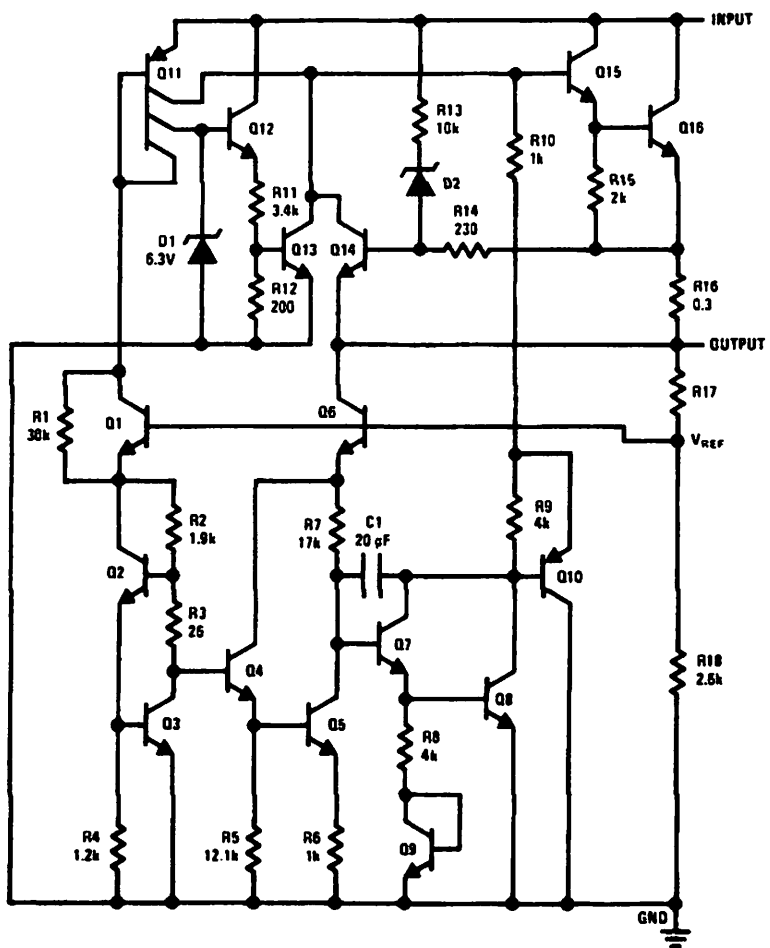 INPUT
Q11
Q15
R13
10k
Q12
Q16
R10
1k
D2
R15
2k
R11
3.4k
R14
230
D1
6.3V
Q13
Q14
R12
200
R16
0.3
OUTPUT
R17
R1
30k
Q1
Q6
VREF
R2
1.9k
R7
17k
C1
20 pF
R9
4k
Q2
Q10
R3
26
Q7
Q4
R18
2.5k
Q3
Q5
Q8
R8
4k
R4
1.2k
R5
12.1k
R6
1k
Q9
GND